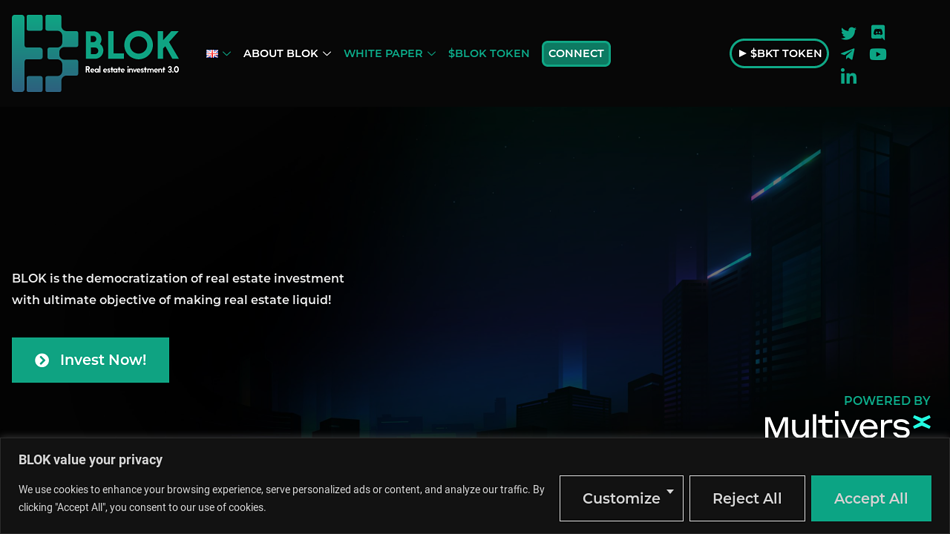 BLOK
Real estate investment 3.0
ABOUT BLOK
WHITE PAPER
$BLOK TOKEN
CONNECT
$BKT TOKEN
BLOK is the democratization of real estate investment
with ultimate objective of making real estate liquid!
Invest Now!
POWERED BY
MultiversX
BLOK value your privacy
We use cookies to enhance your browsing experience, serve personalized ads or content, and analyze our traffic. By
clicking "Accept All", you consent to our use of cookies.
Customize
Reject All
Accept All